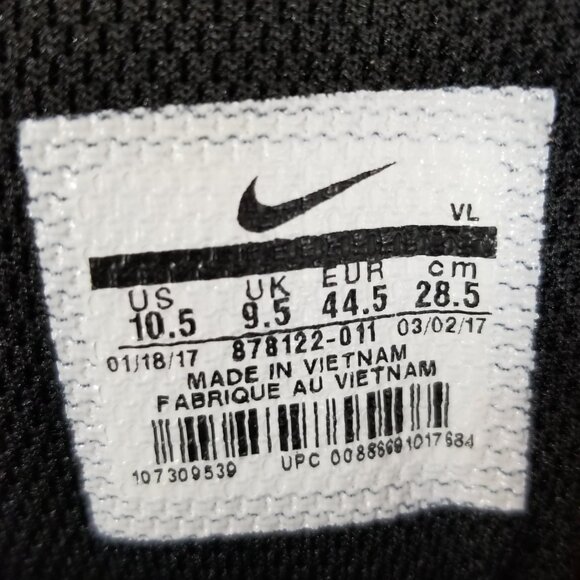 VL
US UK EUR cm
10.5 9.5 44.5 28.5
01/18/17 878122-011 03/02/17
MADE IN VIETNAM
FABRIQUE AU VIETNAM
107309539 UPC 00886691017684